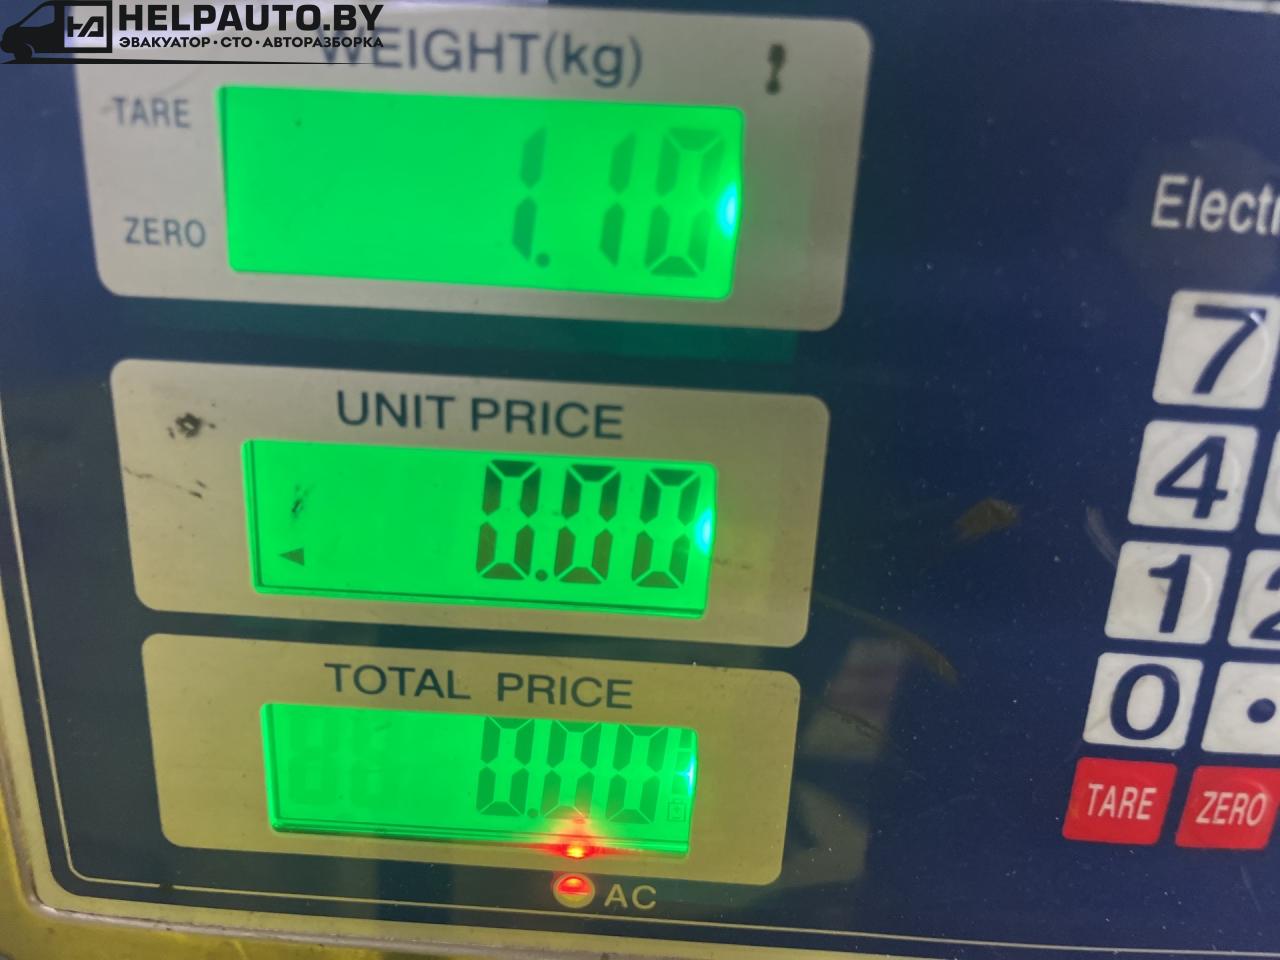 HELPAUTO.BY
ЭВАКУАТОР · СТО · АВТОРАЗБОРКА
WEIGHT(kg)
TARE
1.10
ZERO
Electr
UNIT PRICE
0.00
TOTAL PRICE
0.00
AC
7
4
1 2
0 .
TARE ZERO